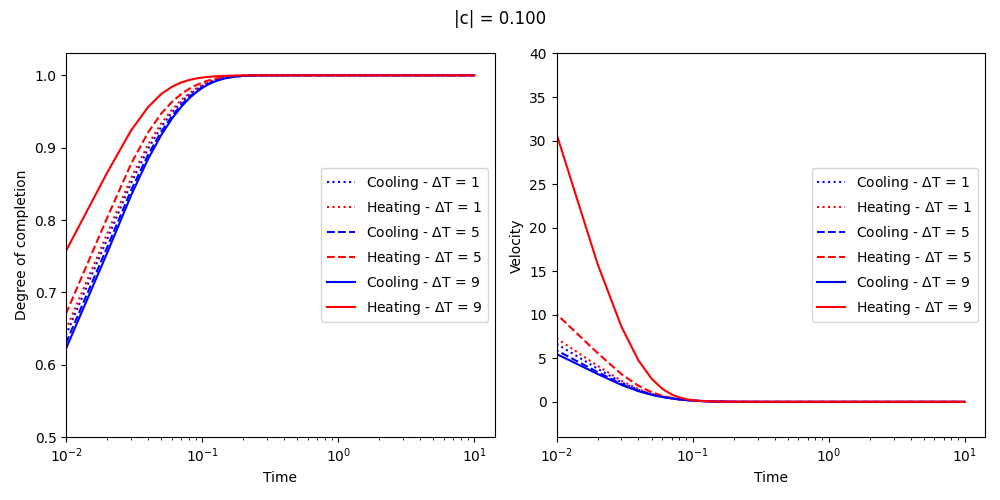 |c| = 0.100
Degree of completion
1.0
0.9
0.8
0.7
0.6
0.5
10⁻²
10⁻¹
10⁰
10¹
Time
Cooling - ΔT = 1
Heating - ΔT = 1
Cooling - ΔT = 5
Heating - ΔT = 5
Cooling - ΔT = 9
Heating - ΔT = 9
Velocity
40
35
30
25
20
15
10
5
0
10⁻²
10⁻¹
10⁰
10¹
Time
Cooling - ΔT = 1
Heating - ΔT = 1
Cooling - ΔT = 5
Heating - ΔT = 5
Cooling - ΔT = 9
Heating - ΔT = 9